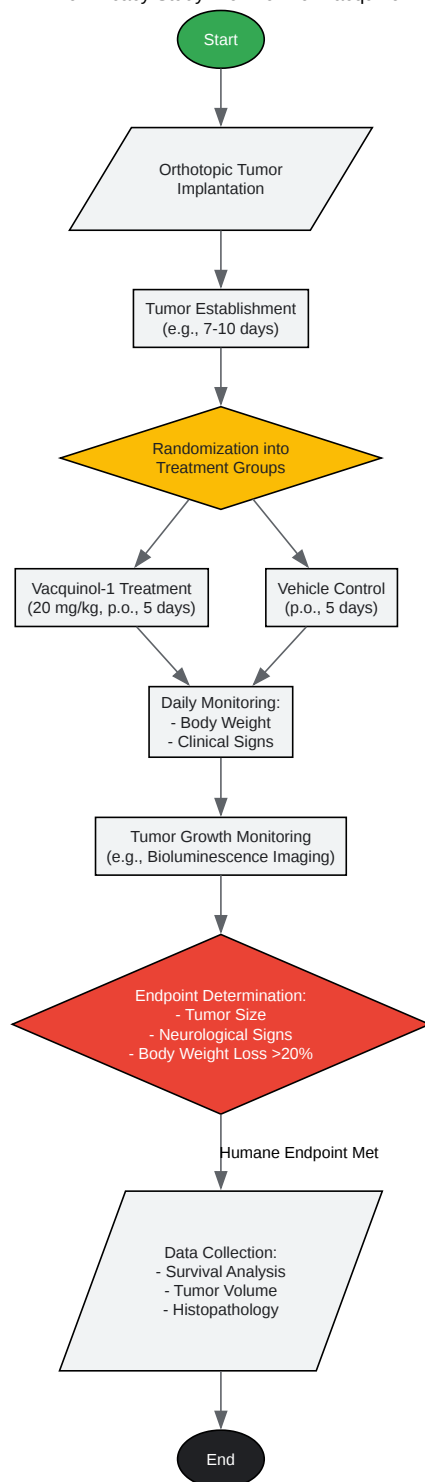 Start
Orthotopic Tumor
Implantation
Tumor Establishment
(e.g., 7-10 days)
Randomization into
Treatment Groups
Vacquinol-1 Treatment
(20 mg/kg, p.o., 5 days)
Vehicle Control
(p.o., 5 days)
Daily Monitoring:
- Body Weight
- Clinical Signs
Tumor Growth Monitoring
(e.g., Bioluminescence Imaging)
Endpoint Determination:
- Tumor Size
- Neurological Signs
- Body Weight Loss >20%
Humane Endpoint Met
Data Collection:
- Survival Analysis
- Tumor Volume
- Histopathology
End